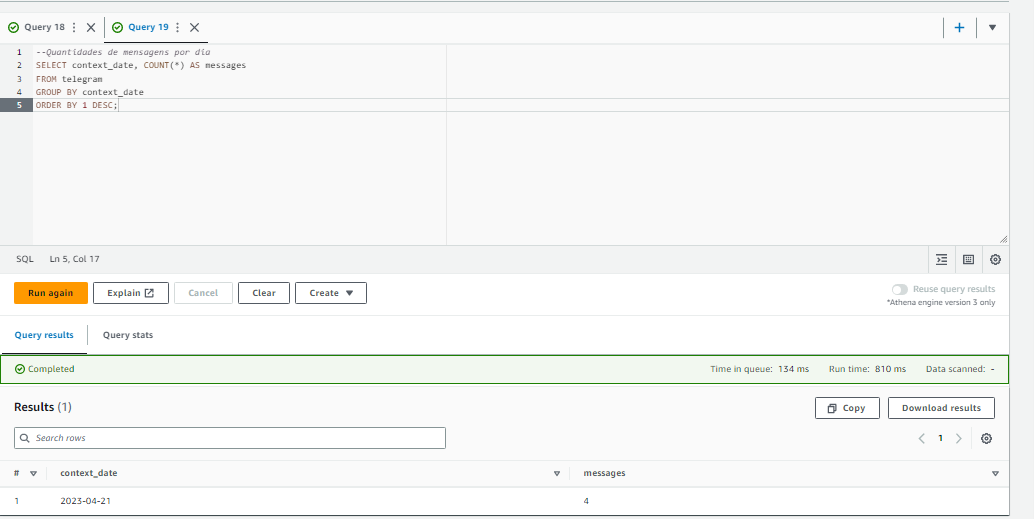 Query 18
Query 19
1 --Quantidades de mensagens por dia
2 SELECT context_date, COUNT(*) AS messages
3 FROM telegram
4 GROUP BY context_date
5 ORDER BY 1 DESC;
SQL Ln 5, Col 17
Run again Explain Cancel Clear Create
Reuse query results
*Athena engine version 3 only
Query results Query stats
Completed Time in queue: 134 ms Run time: 810 ms Data scanned: -
Results (1) Copy Download results
Search rows 1
# context_date messages
1 2023-04-21 4